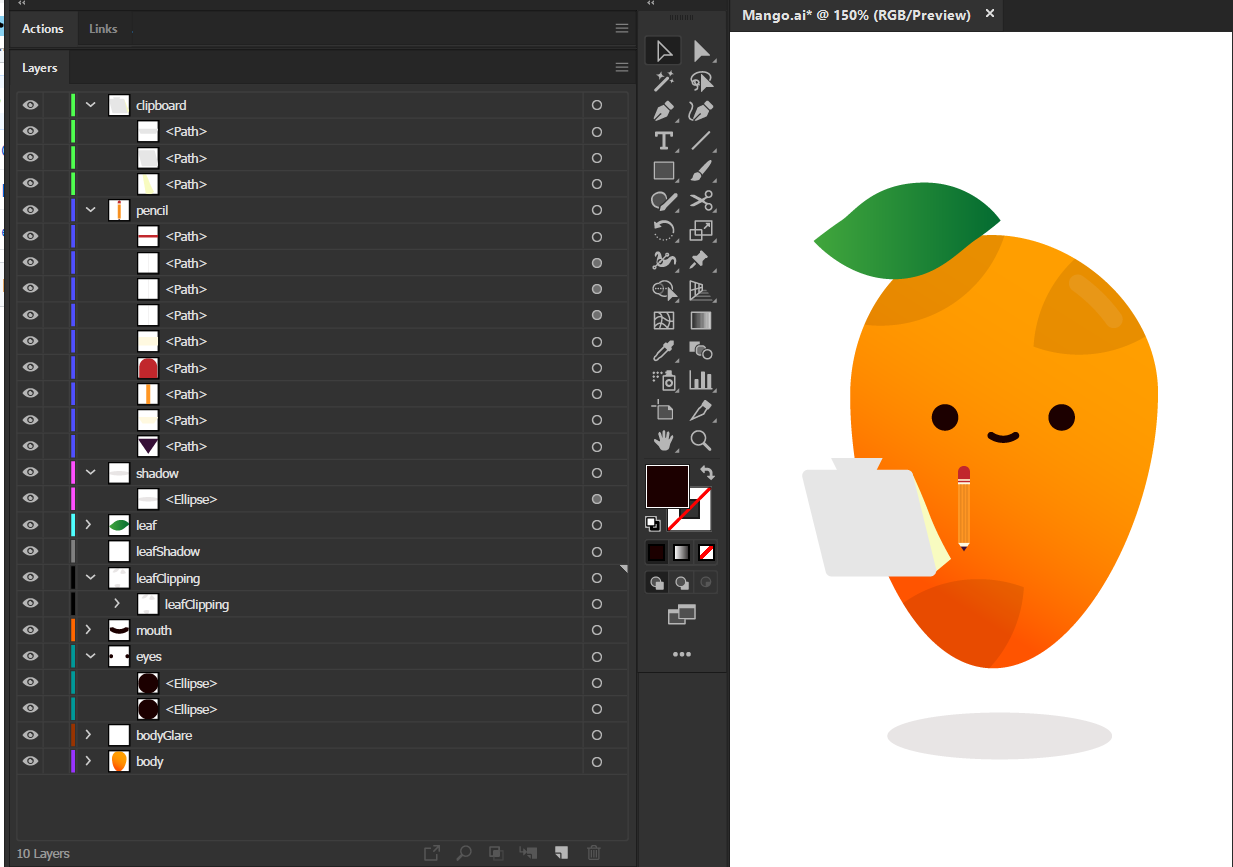 Actions Links
Mango.ai* @ 150% (RGB/Preview) ×
Layers
clipboard
<Path>
<Path>
<Path>
pencil
<Path>
<Path>
<Path>
<Path>
<Path>
<Path>
<Path>
<Path>
<Path>
shadow
<Ellipse>
leaf
leafShadow
leafClipping
leafClipping
mouth
eyes
<Ellipse>
<Ellipse>
bodyGlare
body
10 Layers